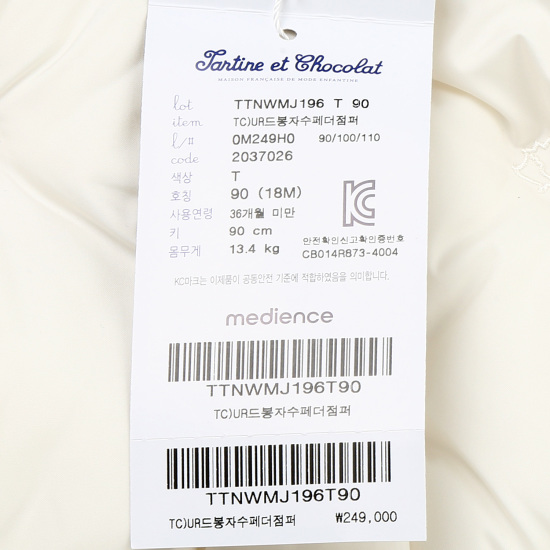 Tartine et Chocolat
MAISON FRANÇAISE DE MODE ENFANTINE
lot TTNWMJ196 T 90
item TC)UR드봉자수페더점퍼
l/# 0M249H0 90/100/110
code 2037026
색상 T
호칭 90 (18M)
사용연령 36개월 미만
키 90 cm
몸무게 13.4 kg
KC
안전확인신고확인증번호
CB014R873-4004
KC마크는 이제품이 공동안전 기준에 적합하였음을 의미합니다.
medience
TTNWMJ196T90
TC)UR드봉자수페더점퍼
TTNWMJ196T90
TC)UR드봉자수페더점퍼 ₩249,000